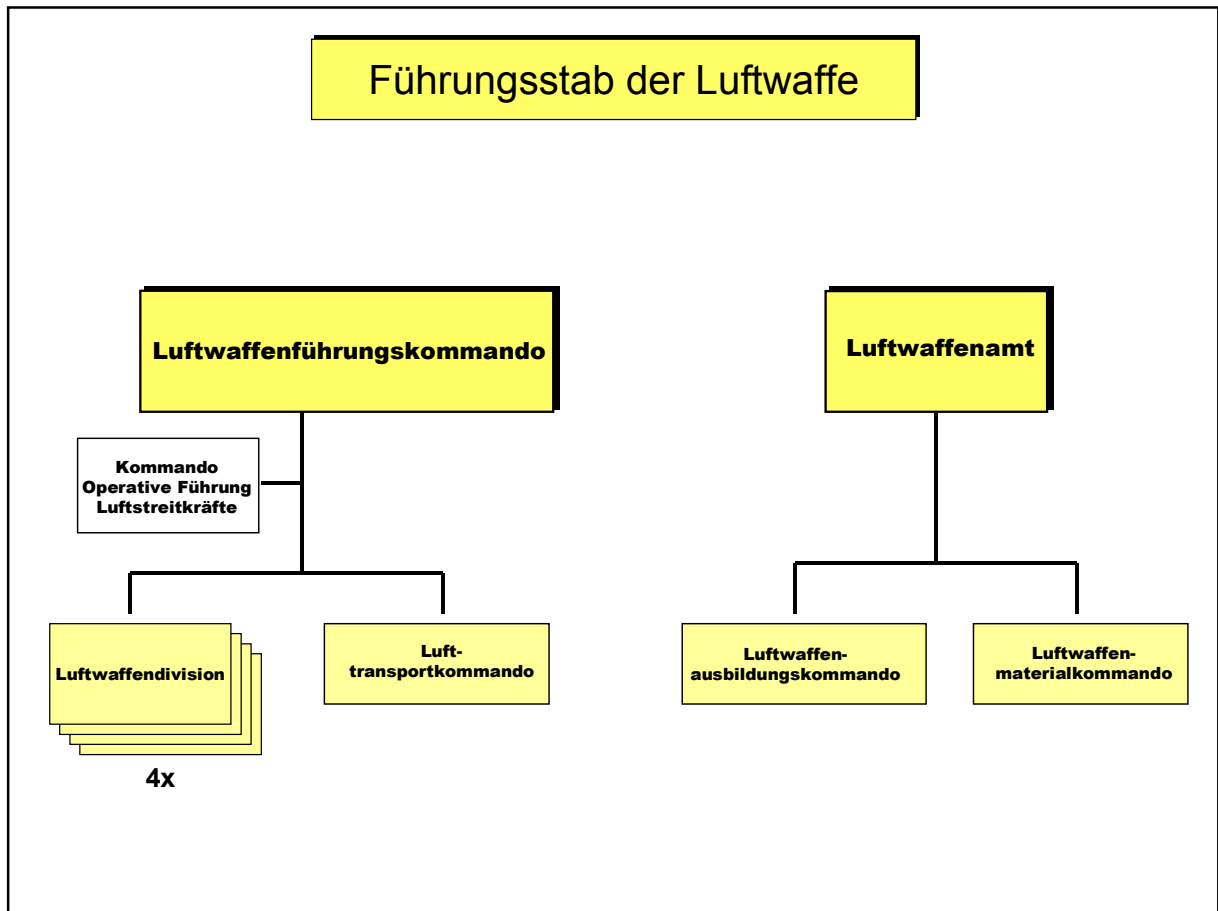 Führungsstab der Luftwaffe
Luftwaffenführungskommando
Luftwaffenamt
Kommando
Operative Führung
Luftstreitkräfte
Luftwaffendivision
4x
Luft-
transportkommando
Luftwaffen-
ausbildungskommando
Luftwaffen-
materialkommando